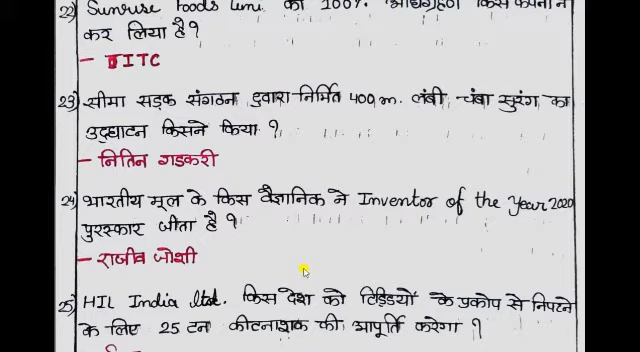 22) Sunrise Foods Lmt. का 100% अधिग्रहण किस कंपनी ने
कर लिया है?
- ITC
23) सीमा सड़क संगठन दुवारा निर्मित 400 m. लंबी चंबा सुरंग का
उद्घाटन किसने किया ?
- नितिन गडकरी
24) भारतीय मूल के किस वैज्ञानिक ने Inventor of the Year 2020
पुरस्कार जीता है?
- राजीव जोशी
25) HIL India ltd. किस देश को टिड्डियों के प्रकोप से निपटने
के लिए 25 टन कीटनाशक की आपूर्ति करेगा ?